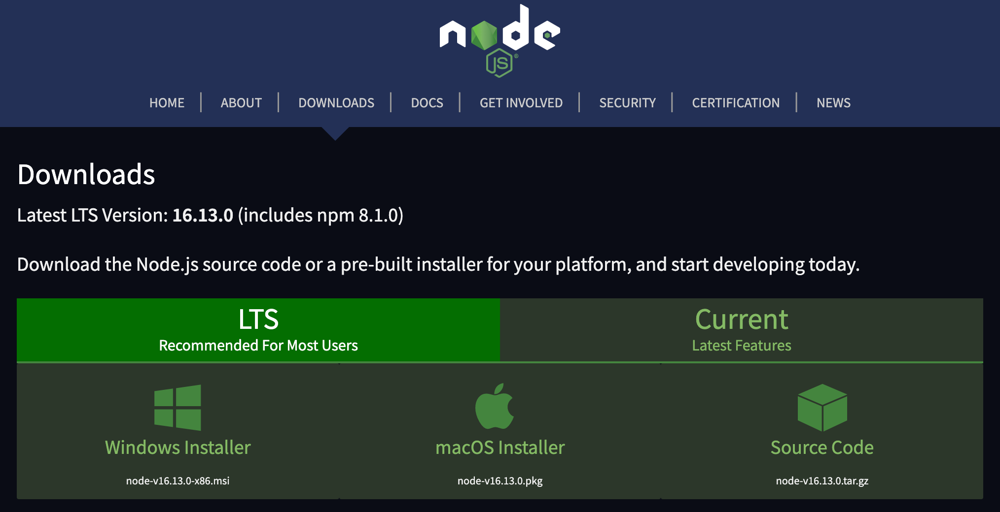 node
JS®
HOME
ABOUT
DOWNLOADS
DOCS
GET INVOLVED
SECURITY
CERTIFICATION
NEWS
Downloads
Latest LTS Version: 16.13.0 (includes npm 8.1.0)
Download the Node.js source code or a pre-built installer for your platform, and start developing today.
LTS
Recommended For Most Users
Current
Latest Features
Windows Installer
node-v16.13.0-x86.msi
macOS Installer
node-v16.13.0.pkg
Source Code
node-v16.13.0.tar.gz